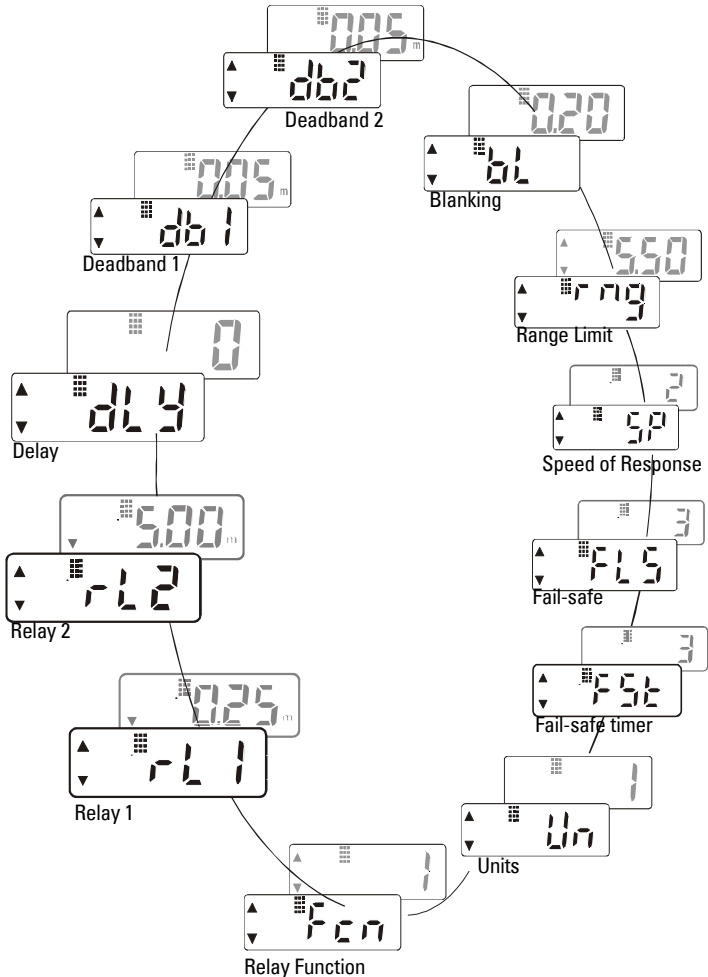 0.05 m
db2
Deadband 2
0.20
bL
Blanking
0.05 m
db1
Deadband 1
5.50
rng
Range Limit
0
dLY
Delay
2
SP
Speed of Response
5.00 m
rL2
Relay 2
3
FLS
Fail-safe
3
FSt
Fail-safe timer
0.25 m
rL1
Relay 1
1
Un
Units
1
Fcn
Relay Function